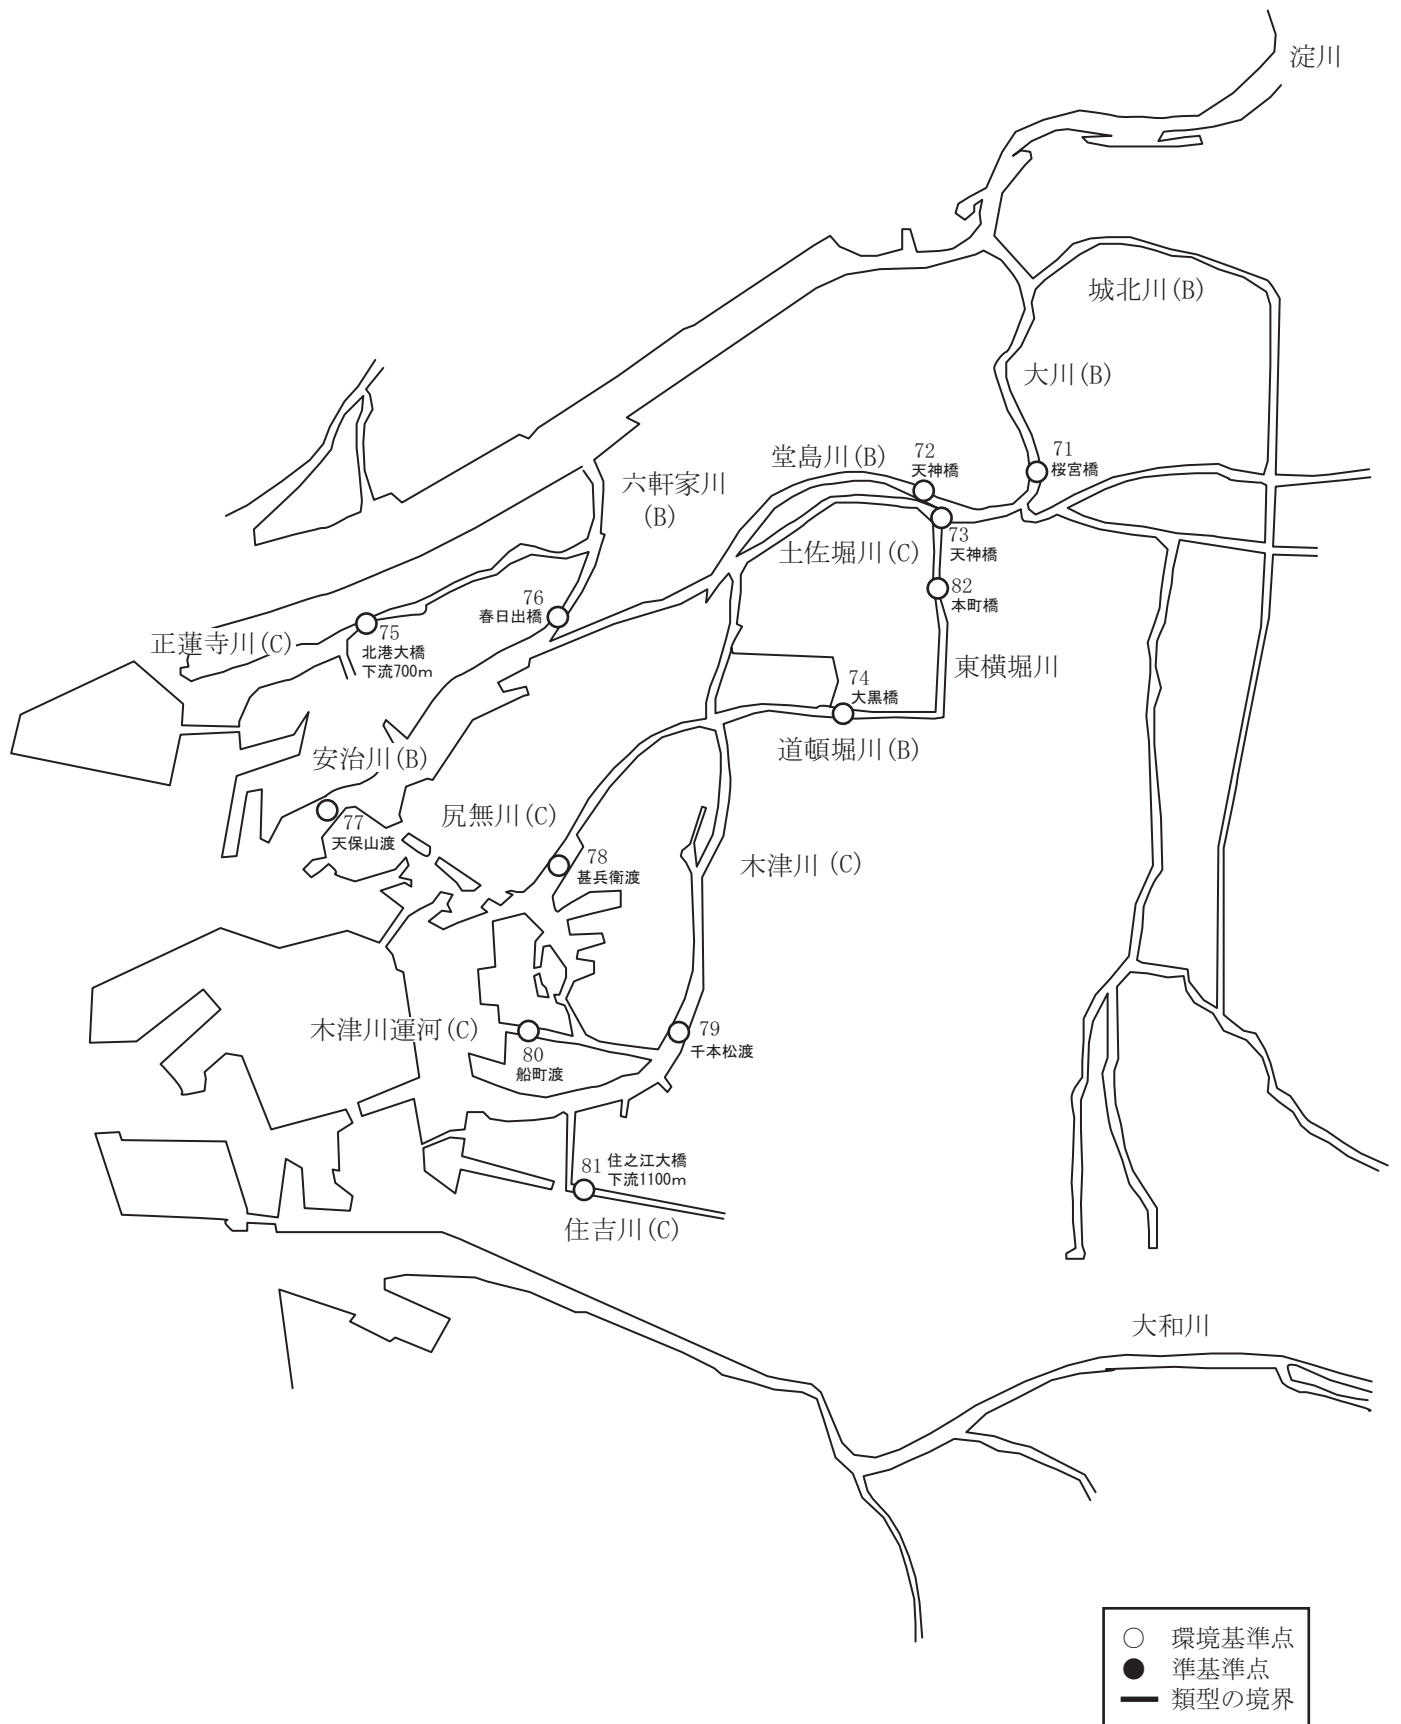 淀川
城北川(B)
大川(B)
71
桜宮橋
72
天神橋
堂島川(B)
六軒家川
(B)
土佐堀川(C)
73
天神橋
82
本町橋
76
春日出橋
正蓮寺川(C)
75
北港大橋
下流700m
東横堀川
74
大黒橋
道頓堀川(B)
安治川(B)
77
天保山渡
尻無川(C)
78
甚兵衛渡
木津川(C)
木津川運河(C)
80
船町渡
79
千本松渡
81
住之江大橋
下流1100m
住吉川(C)
大和川
○ 環境基準点
● 準基準点
━ 類型の境界